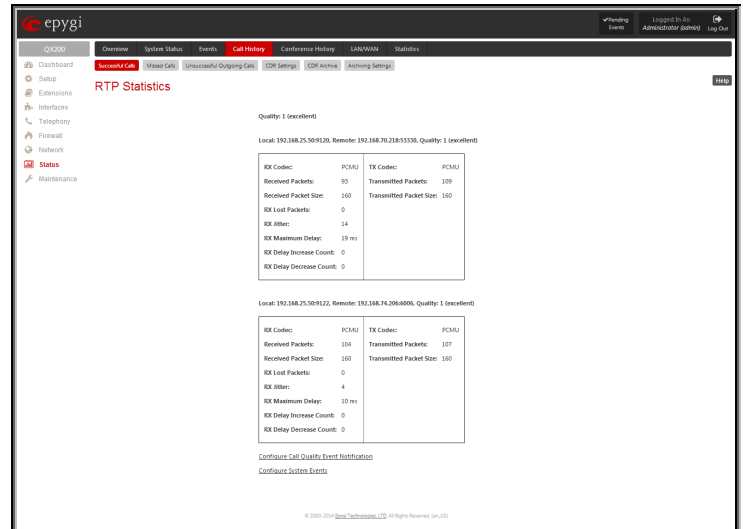 epygi
Pending Events
Logged In As: Administrator (admin)
Log Out
QX200
Overview System Status Events Call History Conference History LAN/WAN Statistics
Dashboard
Setup
Extensions
Interfaces
Telephony
Firewall
Network
Status
Maintenance
Successful Calls Missed Calls Unsuccessful Outgoing Calls CDR Settings CDR Archive Archiving Settings
Help
RTP Statistics
Quality: 1 (excellent)
Local: 192.168.25.50:9120, Remote: 192.168.70.218:53330, Quality: 1 (excellent)
RX Codec: PCMU TX Codec: PCMU
Received Packets: 93 Transmitted Packets: 109
Received Packet Size: 160 Transmitted Packet Size: 160
RX Lost Packets: 0
RX Jitter: 14
RX Maximum Delay: 19 ms
RX Delay Increase Count: 0
RX Delay Decrease Count: 0
Local: 192.168.25.50:9122, Remote: 192.168.74.206:6006, Quality: 1 (excellent)
RX Codec: PCMU TX Codec: PCMU
Received Packets: 104 Transmitted Packets: 107
Received Packet Size: 160 Transmitted Packet Size: 160
RX Lost Packets: 0
RX Jitter: 4
RX Maximum Delay: 10 ms
RX Delay Increase Count: 0
RX Delay Decrease Count: 0
Configure Call Quality Event Notification
Configure System Events
© 2000-2014 Epygi Technologies, LTD. All Rights Reserved. (en_US)